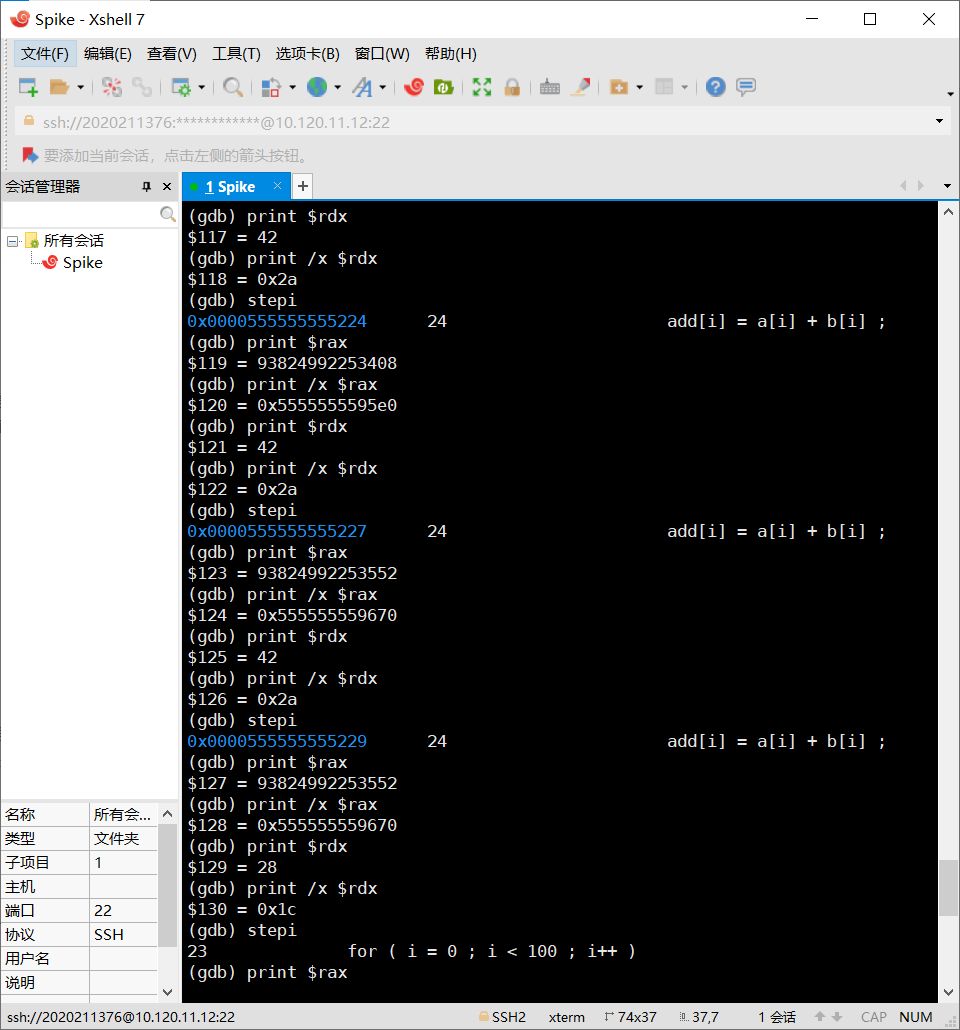 Spike - Xshell 7
文件(F) 编辑(E) 查看(V) 工具(T) 选项卡(B) 窗口(W) 帮助(H)
ssh://2020211376:************@10.120.11.12:22
要添加当前会话，点击左侧的箭头按钮。
会话管理器
1 Spike
所有会话
Spike
(gdb) print $rdx
$117 = 42
(gdb) print /x $rdx
$118 = 0x2a
(gdb) stepi
0x0000555555555224 24 add[i] = a[i] + b[i] ;
(gdb) print $rax
$119 = 93824992253408
(gdb) print /x $rax
$120 = 0x5555555595e0
(gdb) print $rdx
$121 = 42
(gdb) print /x $rdx
$122 = 0x2a
(gdb) stepi
0x0000555555555227 24 add[i] = a[i] + b[i] ;
(gdb) print $rax
$123 = 93824992253552
(gdb) print /x $rax
$124 = 0x555555559670
(gdb) print $rdx
$125 = 42
(gdb) print /x $rdx
$126 = 0x2a
(gdb) stepi
0x0000555555555229 24 add[i] = a[i] + b[i] ;
(gdb) print $rax
$127 = 93824992253552
(gdb) print /x $rax
$128 = 0x555555559670
(gdb) print $rdx
$129 = 28
(gdb) print /x $rdx
$130 = 0x1c
(gdb) stepi
23 for ( i = 0 ; i < 100 ; i++ )
(gdb) print $rax
名称 所有会...
类型 文件夹
子项目 1
主机
端口 22
协议 SSH
用户名
说明
ssh://2020211376@10.120.11.12:22 SSH2 xterm 74x37 37,7 1 会话 CAP NUM